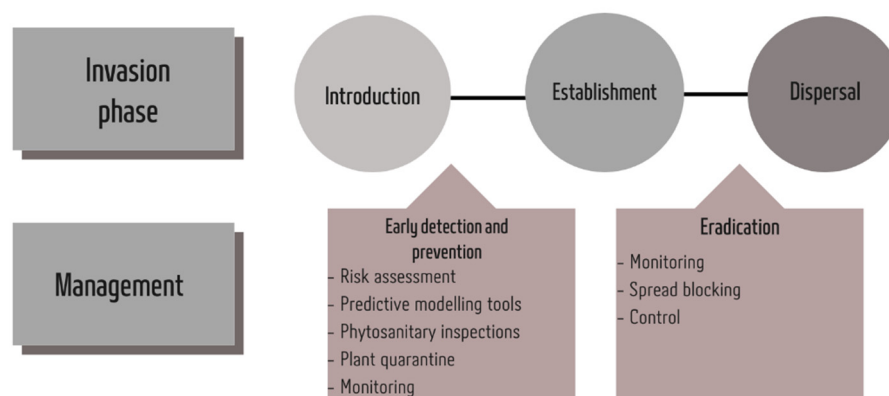 Invasion
phase
Introduction
Establishment
Dispersal
Management
Early detection and
prevention
- Risk assessment
- Predictive modelling tools
- Phytosanitary inspections
- Plant quarantine
- Monitoring
Eradication
- Monitoring
- Spread blocking
- Control